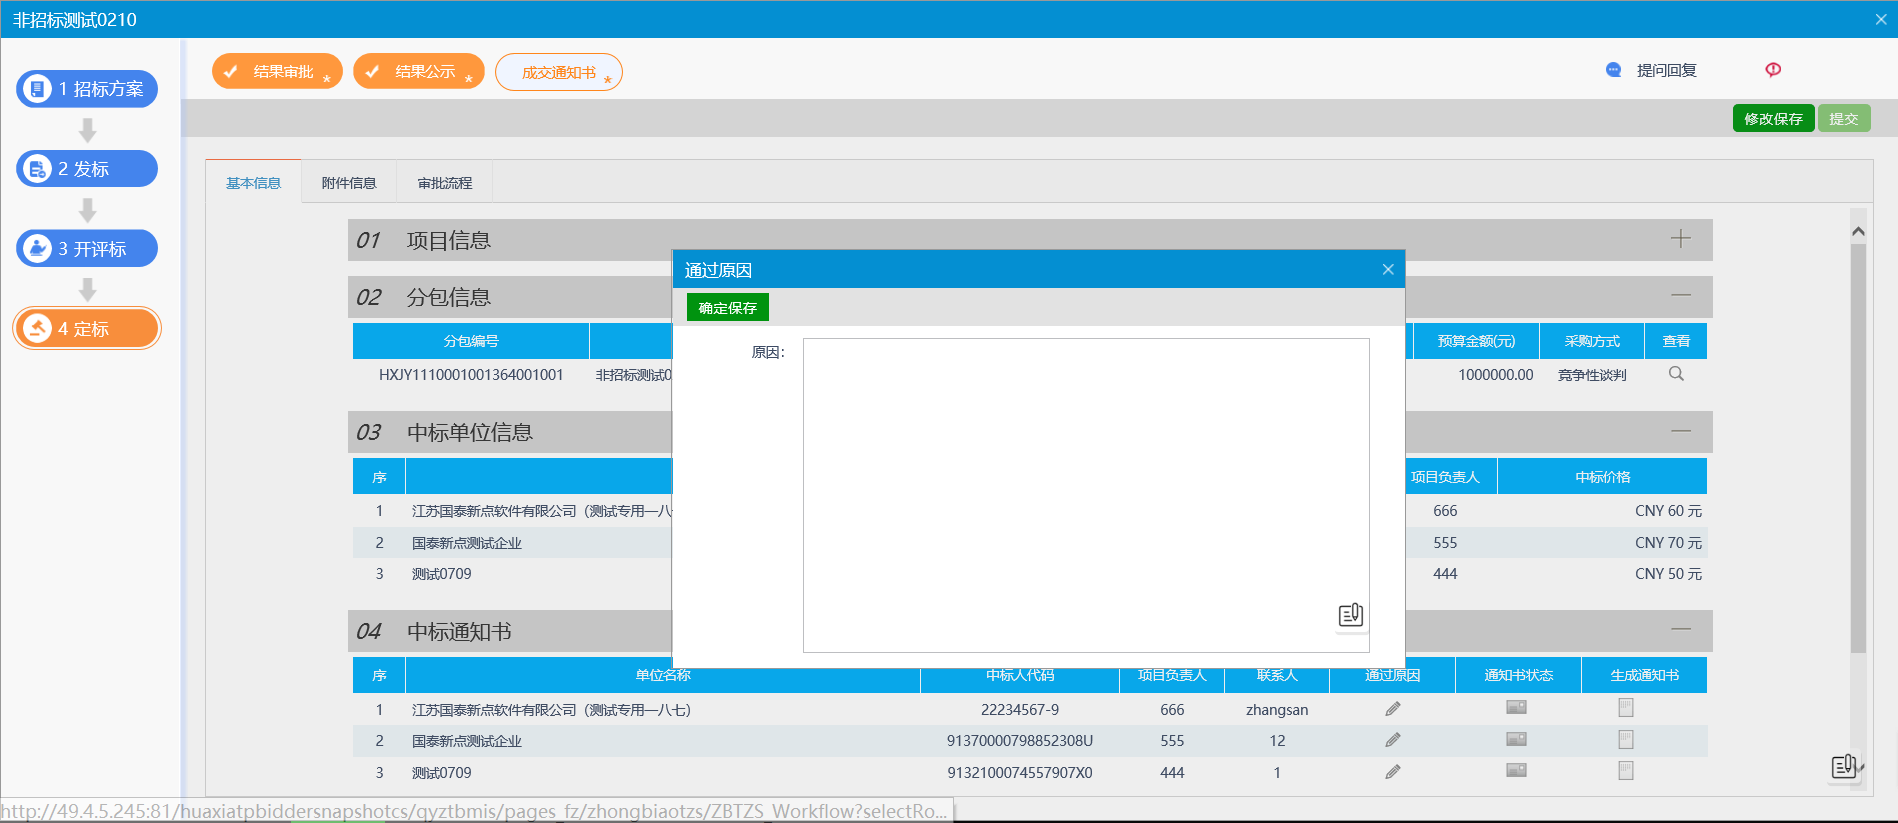 非招标测试0210
1 招标方案
2 发标
3 开评标
4 定标
结果审批 *
结果公示 *
成交通知书 *
提问回复
修改保存 提交
基本信息 附件信息 审批流程
01 项目信息
02 分包信息
分包编号 预算金额(元) 采购方式 查看
HXJY1110001001364001001 非招标测试0 1000000.00 竞争性谈判
03 中标单位信息
序 项目负责人 中标价格
1 江苏国泰新点软件有限公司（测试专用一八 666 CNY 60 元
2 国泰新点测试企业 555 CNY 70 元
3 测试0709 444 CNY 50 元
通过原因
确定保存
原因：
04 中标通知书
序 单位名称 中标人代码 项目负责人 联系人 通过原因 通知书状态 生成通知书
1 江苏国泰新点软件有限公司（测试专用一八七） 22234567-9 666 zhangsan
2 国泰新点测试企业 91370000798852308U 555 12
3 测试0709 9132100074557907X0 444 1
http://49.4.5.245:81/huaxiatpbiddersnapshotcs/qyztbmis/pages_fz/zhongbiaotzs/ZBTZS_Workflow?selectRo...